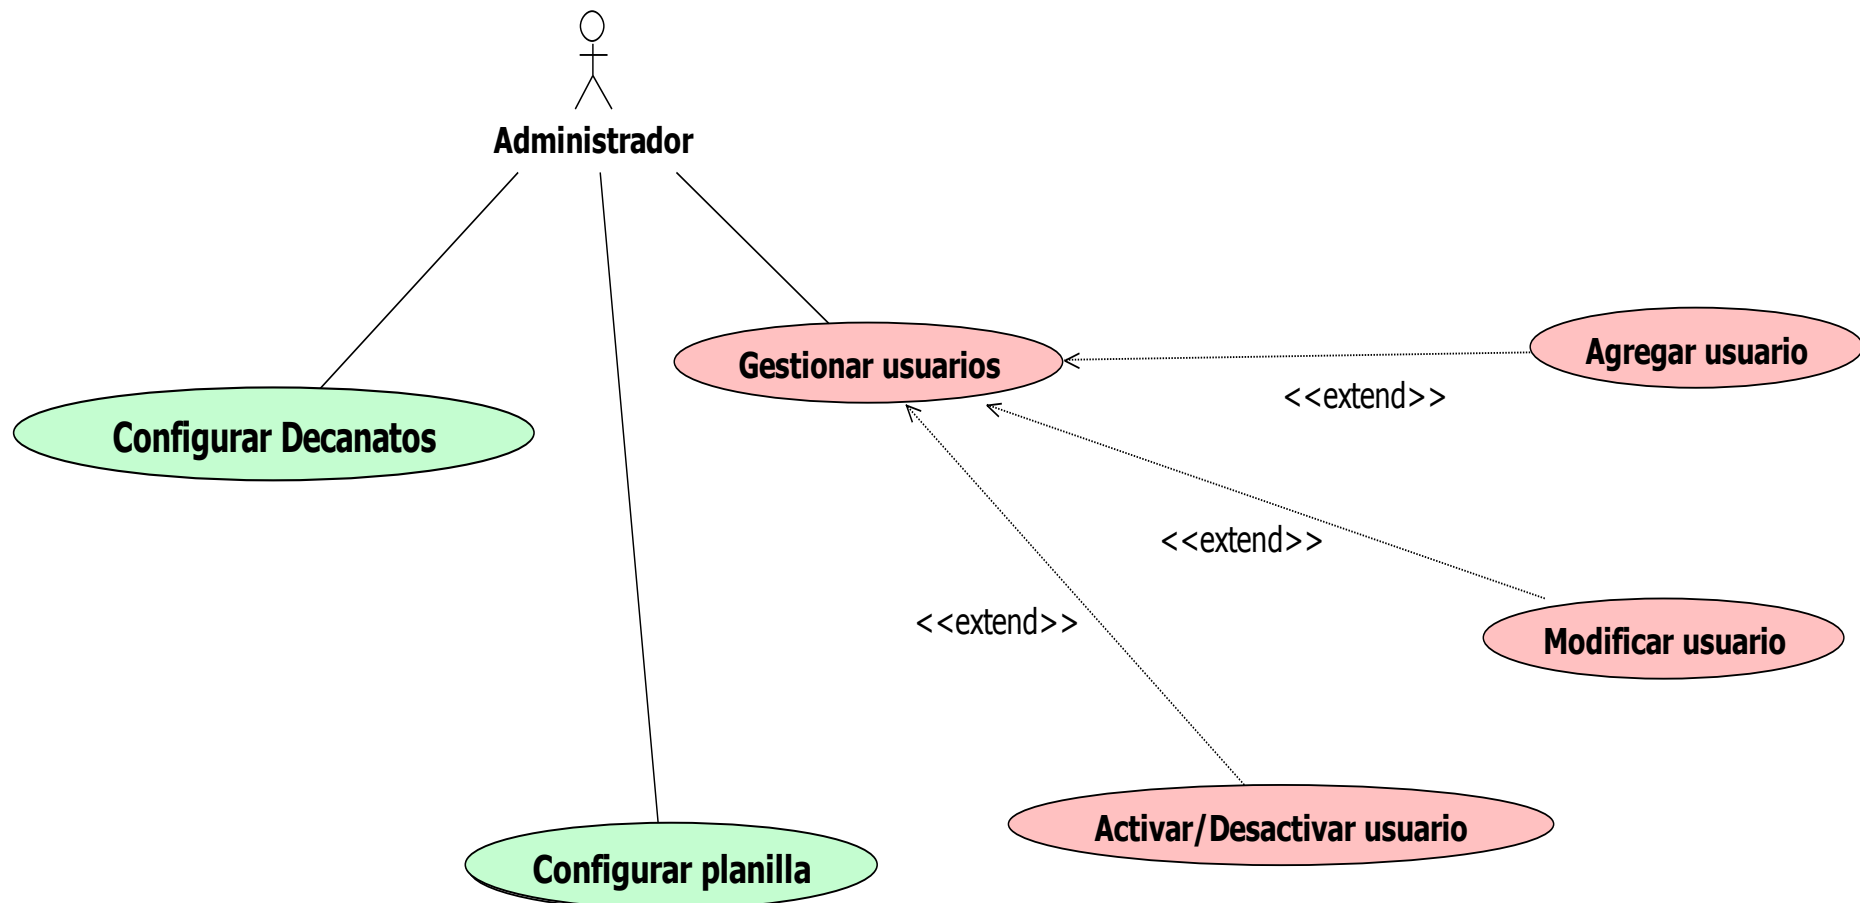 Administrador
Gestionar usuarios
Agregar usuario
<<extend>>
Configurar Decanatos
<<extend>>
<<extend>>
Modificar usuario
Activar/Desactivar usuario
Configurar planilla